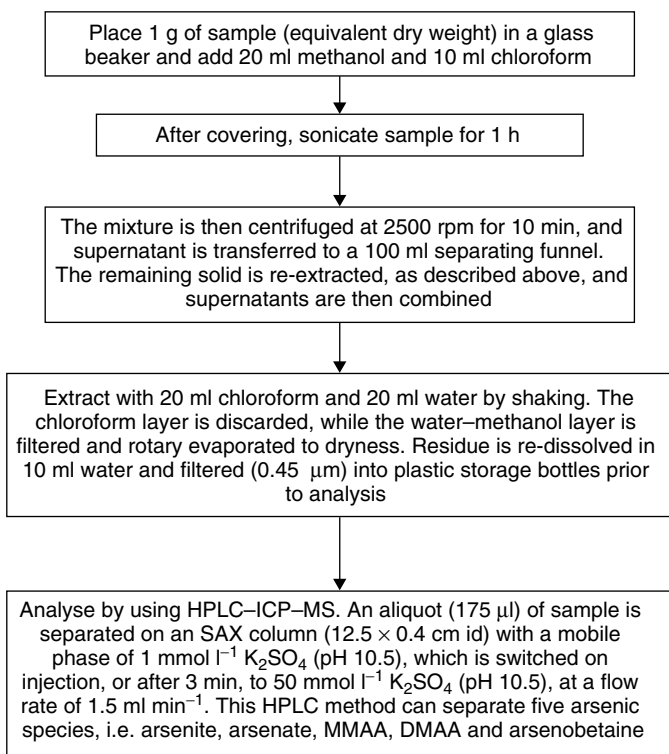 Place 1 g of sample (equivalent dry weight) in a glass
beaker and add 20 ml methanol and 10 ml chloroform
After covering, sonicate sample for 1 h
The mixture is then centrifuged at 2500 rpm for 10 min, and
supernatant is transferred to a 100 ml separating funnel.
The remaining solid is re-extracted, as described above, and
supernatants are then combined
Extract with 20 ml chloroform and 20 ml water by shaking. The
chloroform layer is discarded, while the water–methanol layer is
filtered and rotary evaporated to dryness. Residue is re-dissolved in
10 ml water and filtered (0.45 μm) into plastic storage bottles prior
to analysis
Analyse by using HPLC–ICP–MS. An aliquot (175 μl) of sample is
separated on an SAX column (12.5 × 0.4 cm id) with a mobile
phase of 1 mmol l⁻¹ K₂SO₄ (pH 10.5), which is switched on
injection, or after 3 min, to 50 mmol l⁻¹ K₂SO₄ (pH 10.5), at a flow
rate of 1.5 ml min⁻¹. This HPLC method can separate five arsenic
species, i.e. arsenite, arsenate, MMAA, DMAA and arsenobetaine